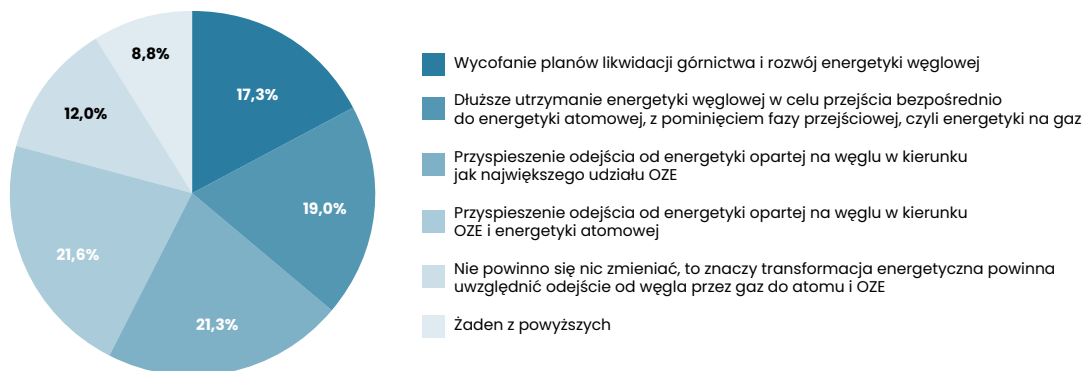 8,8%
17,3%
12,0%
19,0%
21,6%
21,3%
Wycofanie planów likwidacji górnictwa i rozwój energetyki węglowej
Dłuższe utrzymanie energetyki węglowej w celu przejścia bezpośrednio
do energetyki atomowej, z pominięciem fazy przejściowej, czyli energetyki na gaz
Przyspieszenie odejścia od energetyki opartej na węglu w kierunku
jak największego udziału OZE
Przyspieszenie odejścia od energetyki opartej na węglu w kierunku
OZE i energetyki atomowej
Nie powinno się nic zmieniać, to znaczy transformacja energetyczna powinna
uwzględnić odejście od węgla przez gaz do atomu i OZE
Żaden z powyższych